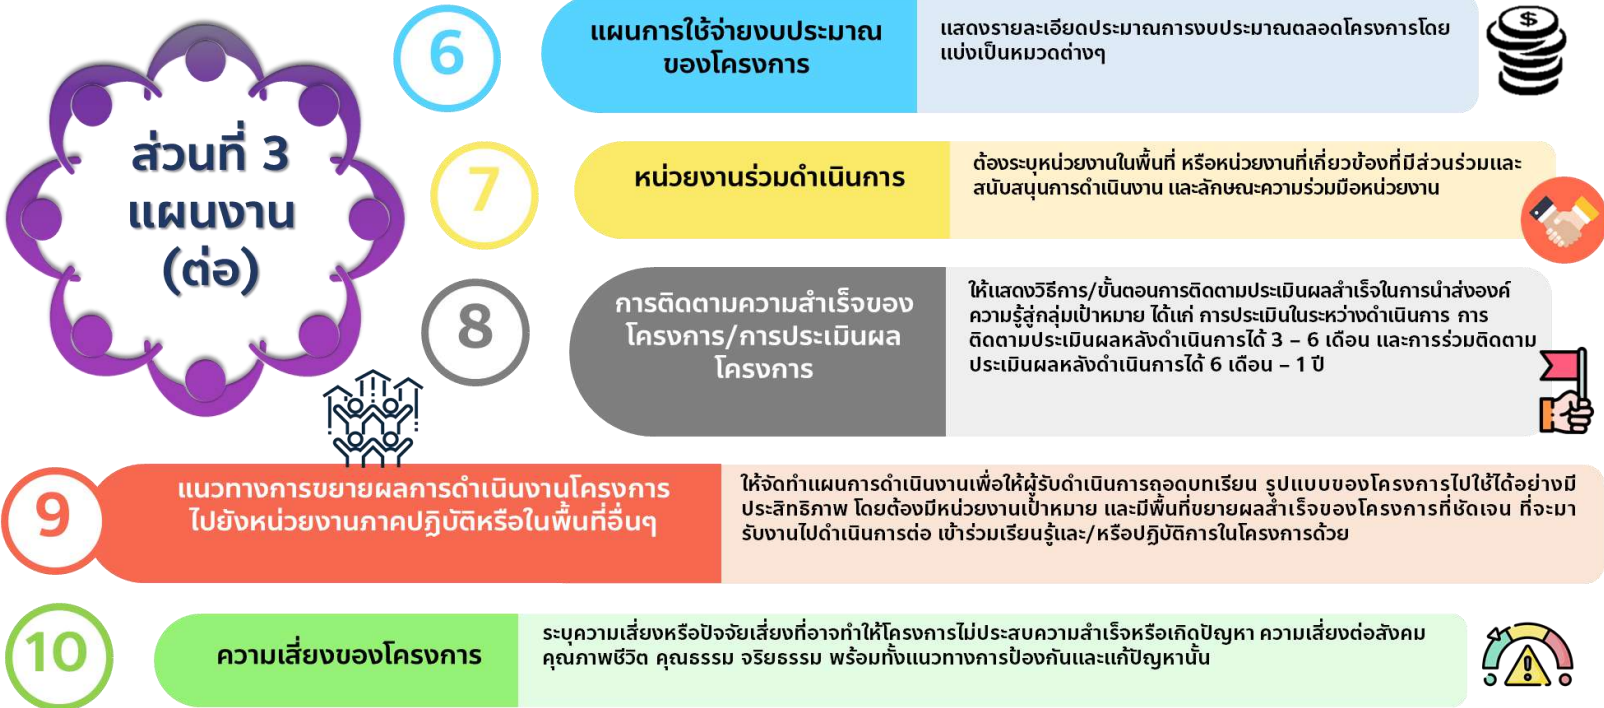 ส่วนที่ 3
แผนงาน
(ต่อ)
6
แผนการใช้จ่ายงบประมาณ
ของโครงการ
แสดงรายละเอียดประมาณการงบประมาณตลอดโครงการโดย
แบ่งเป็นหมวดต่างๆ
$
7
หน่วยงานร่วมดำเนินการ
ต้องระบุหน่วยงานในพื้นที่ หรือหน่วยงานที่เกี่ยวข้องที่มีส่วนร่วมและ
สนับสนุนการดำเนินงาน และลักษณะความร่วมมือหน่วยงาน
8
การติดตามความสำเร็จของ
โครงการ/การประเมินผล
โครงการ
ให้แสดงวิธีการ/ขั้นตอนการติดตามประเมินผลสำเร็จในการนำส่งองค์
ความรู้สู่กลุ่มเป้าหมาย ได้แก่ การประเมินในระหว่างดำเนินการ การ
ติดตามประเมินผลหลังดำเนินการได้ 3 – 6 เดือน และการร่วมติดตาม
ประเมินผลหลังดำเนินการได้ 6 เดือน – 1 ปี
9
แนวทางการขยายผลการดำเนินงานโครงการ
ไปยังหน่วยงานภาคปฏิบัติหรือในพื้นที่อื่นๆ
ให้จัดทำแผนการดำเนินงานเพื่อให้ผู้รับดำเนินการถอดบทเรียน รูปแบบของโครงการไปใช้ได้อย่างมี
ประสิทธิภาพ โดยต้องมีหน่วยงานเป้าหมาย และมีพื้นที่ขยายผลสำเร็จของโครงการที่ชัดเจน ที่จะมา
รับงานไปดำเนินการต่อ เข้าร่วมเรียนรู้และ/หรือปฏิบัติการในโครงการด้วย
10
ความเสี่ยงของโครงการ
ระบุความเสี่ยงหรือปัจจัยเสี่ยงที่อาจทำให้โครงการไม่ประสบความสำเร็จหรือเกิดปัญหา ความเสี่ยงต่อสังคม
คุณภาพชีวิต คุณธรรม จริยธรรม พร้อมทั้งแนวทางการป้องกันและแก้ปัญหานั้น